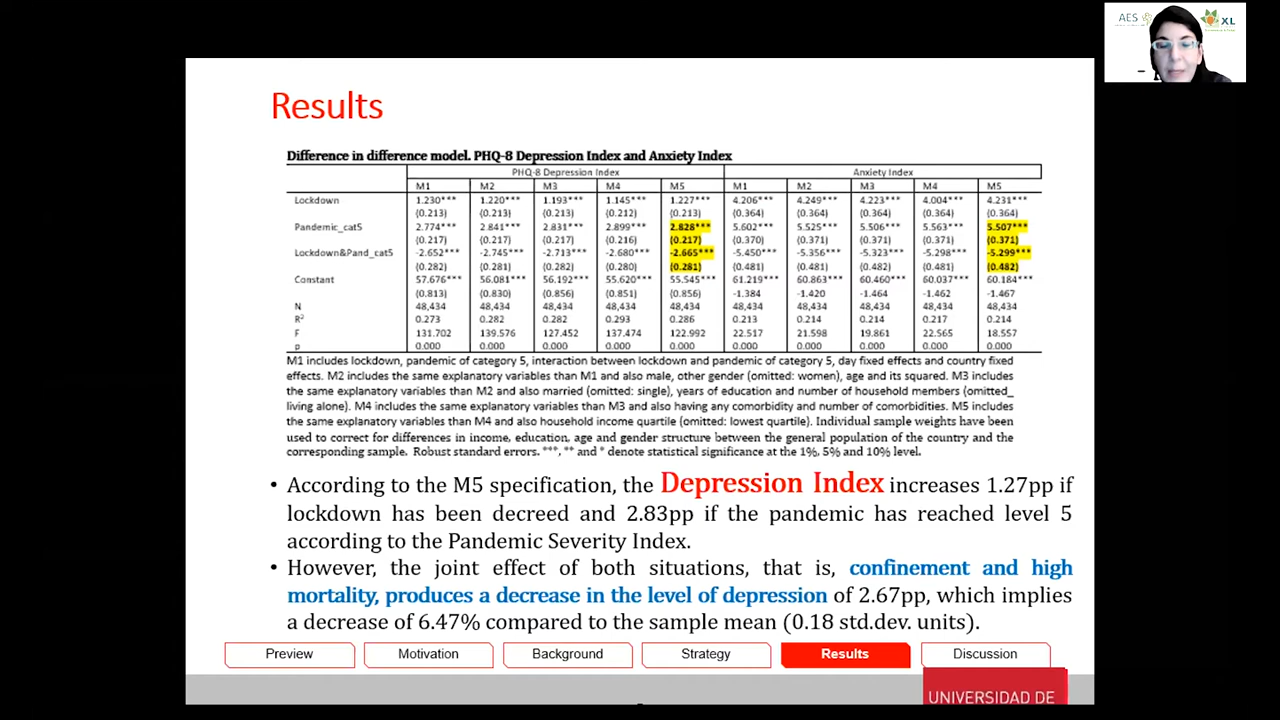 AES
XL
Results
Difference in difference model. PHQ-8 Depression Index and Anxiety Index
PHQ-8 Depression Index Anxiety Index
M1 M2 M3 M4 M5 M1 M2 M3 M4 M5
Lockdown 1.230*** 1.220*** 1.193*** 1.145*** 1.227*** 4.206*** 4.249*** 4.223*** 4.004*** 4.231***
(0.213) (0.213) (0.213) (0.212) (0.213) (0.364) (0.364) (0.364) (0.364) (0.364)
Pandemic_cat5 2.774*** 2.841*** 2.831*** 2.899*** 2.828*** 5.602*** 5.525*** 5.506*** 5.563*** 5.507***
(0.217) (0.217) (0.217) (0.216) (0.217) (0.370) (0.371) (0.371) (0.371) (0.371)
Lockdown&Pand_cat5 -2.652*** -2.745*** -2.713*** -2.680*** -2.665*** -5.450*** -5.356*** -5.323*** -5.298*** -5.299***
(0.282) (0.281) (0.282) (0.280) (0.281) (0.481) (0.481) (0.482) (0.481) (0.482)
Constant 57.676*** 56.081*** 56.192 55.620*** 55.545*** 61.219*** 60.863*** 60.460*** 60.037*** 60.184***
(0.813) (0.830) (0.856) (0.851) (0.856) -1.384 -1.420 -1.464 -1.462 -1.467
N 48,434 48,434 48,434 48,434 48,434 48,434 48,434 48,434 48,434 48,434
R² 0.273 0.282 0.282 0.293 0.286 0.213 0.214 0.214 0.217 0.214
F 131.702 139.576 127.452 137.474 122.992 22.517 21.598 19.861 22.565 18.557
p 0.000 0.000 0.000 0.000 0.000 0.000 0.000 0.000 0.000 0.000
M1 includes lockdown, pandemic of category 5, interaction between lockdown and pandemic of category 5, day fixed effects and country fixed
effects. M2 includes the same explanatory variables than M1 and also male, other gender (omitted: women), age and its squared. M3 includes
the same explanatory variables than M2 and also married (omitted: single), years of education and number of household members (omitted_
living alone). M4 includes the same explanatory variables than M3 and also having any comorbidity and number of comorbidities. M5 includes
the same explanatory variables than M4 and also household income quartile (omitted: lowest quartile). Individual sample weights have been
used to correct for differences in income, education, age and gender structure between the general population of the country and the
corresponding sample. Robust standard errors. ***, ** and * denote statistical significance at the 1%, 5% and 10% level.
• According to the M5 specification, the Depression Index increases 1.27pp if
lockdown has been decreed and 2.83pp if the pandemic has reached level 5
according to the Pandemic Severity Index.
• However, the joint effect of both situations, that is, confinement and high
mortality, produces a decrease in the level of depression of 2.67pp, which implies
a decrease of 6.47% compared to the sample mean (0.18 std.dev. units).
Preview Motivation Background Strategy Results Discussion
UNIVERSIDAD DE